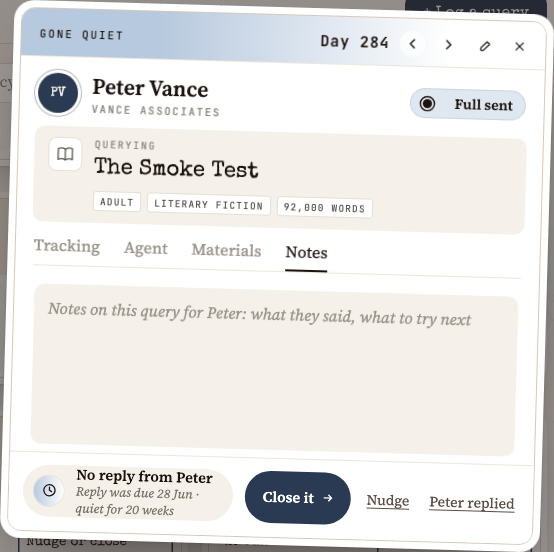 + Log a query
GONE QUIET
Day 284
PV
Peter Vance
VANCE ASSOCIATES
Full sent
QUERYING
The Smoke Test
ADULT
LITERARY FICTION
92,000 WORDS
Tracking
Agent
Materials
Notes
Notes on this query for Peter: what they said, what to try next
No reply from Peter
Reply was due 28 Jun ·
quiet for 20 weeks
Close it →
Nudge
Peter replied
Nudge or close